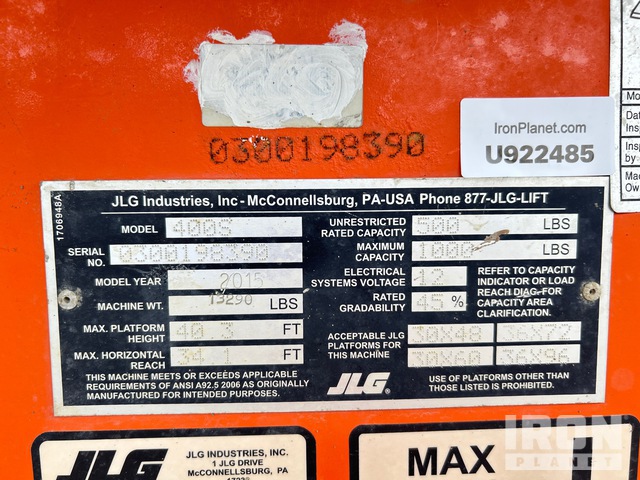 0300198390
IronPlanet.com
U922485
1706948A
JLG Industries, Inc - McConnellsburg, PA-USA Phone 877-JLG-LIFT
MODEL 400S
SERIAL NO. 0300198390
MODEL YEAR 2015
MACHINE WT. 13290 LBS
MAX. PLATFORM HEIGHT 40.3 FT
MAX. HORIZONTAL REACH 34.1 FT
THIS MACHINE MEETS OR EXCEEDS APPLICABLE
REQUIREMENTS OF ANSI A92.5 2006 AS ORIGINALLY
MANUFACTURED FOR INTENDED PURPOSES.
UNRESTRICTED RATED CAPACITY 500 LBS
MAXIMUM CAPACITY 1000 LBS
ELECTRICAL SYSTEMS VOLTAGE 12
RATED GRADABILITY 45 %
REFER TO CAPACITY
INDICATOR OR LOAD
REACH DIAG. FOR
CAPACITY AREA
CLARIFICATION.
ACCEPTABLE JLG
PLATFORMS FOR
THIS MACHINE
30X48
30X60 36X96
JLG
USE OF PLATFORMS OTHER THAN
THOSE LISTED IS PROHIBITED.
JLG
JLG INDUSTRIES, INC.
1 JLG DRIVE
McCONNELLSBURG, PA
MAX
IRON
PLANET